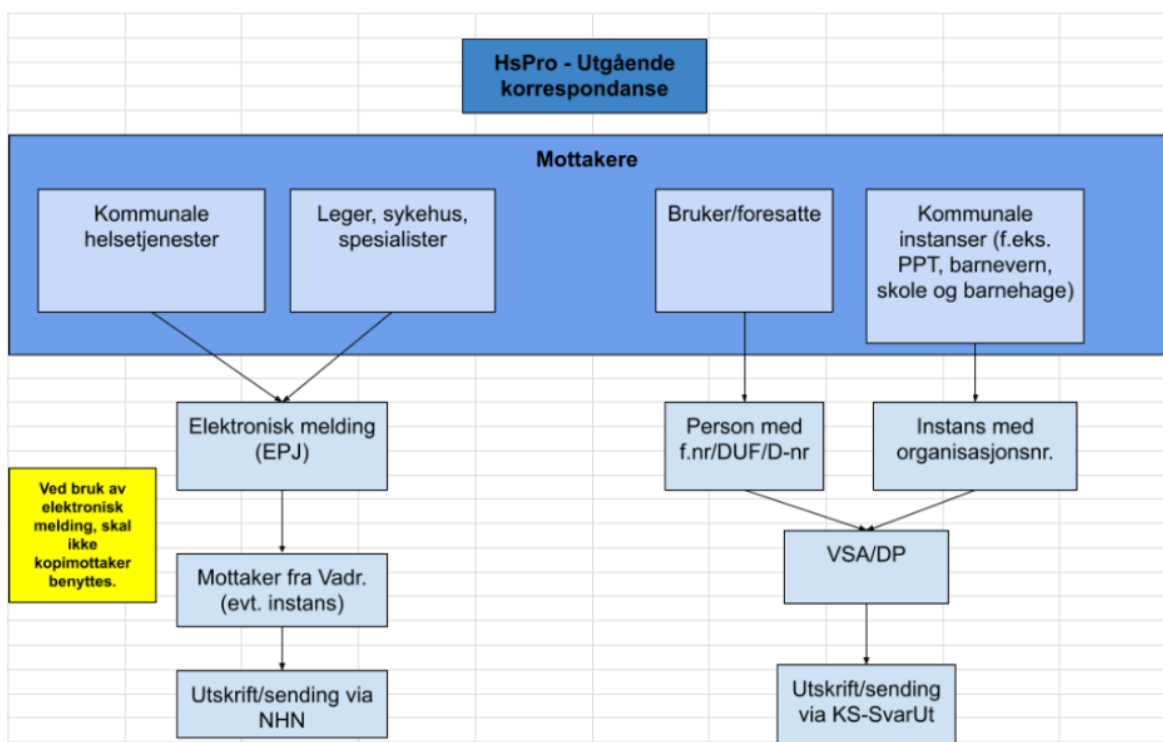 HsPro - Utgående
korrespondanse
Mottakere
Kommunale
helsetjenester
Leger, sykehus,
spesialister
Bruker/foresatte
Kommunale
instanser (f.eks.
PPT, barnevern,
skole og barnehage)
Elektronisk melding
(EPJ)
Person med
f.nr/DUF/D-nr
Instans med
organisasjonsnr.
Ved bruk av
elektronisk
melding, skal
ikke
kopimottaker
benyttes.
Mottaker fra Vadr.
(evt. instans)
VSA/DP
Utskrift/sending via
NHN
Utskrift/sending
via KS-SvarUt